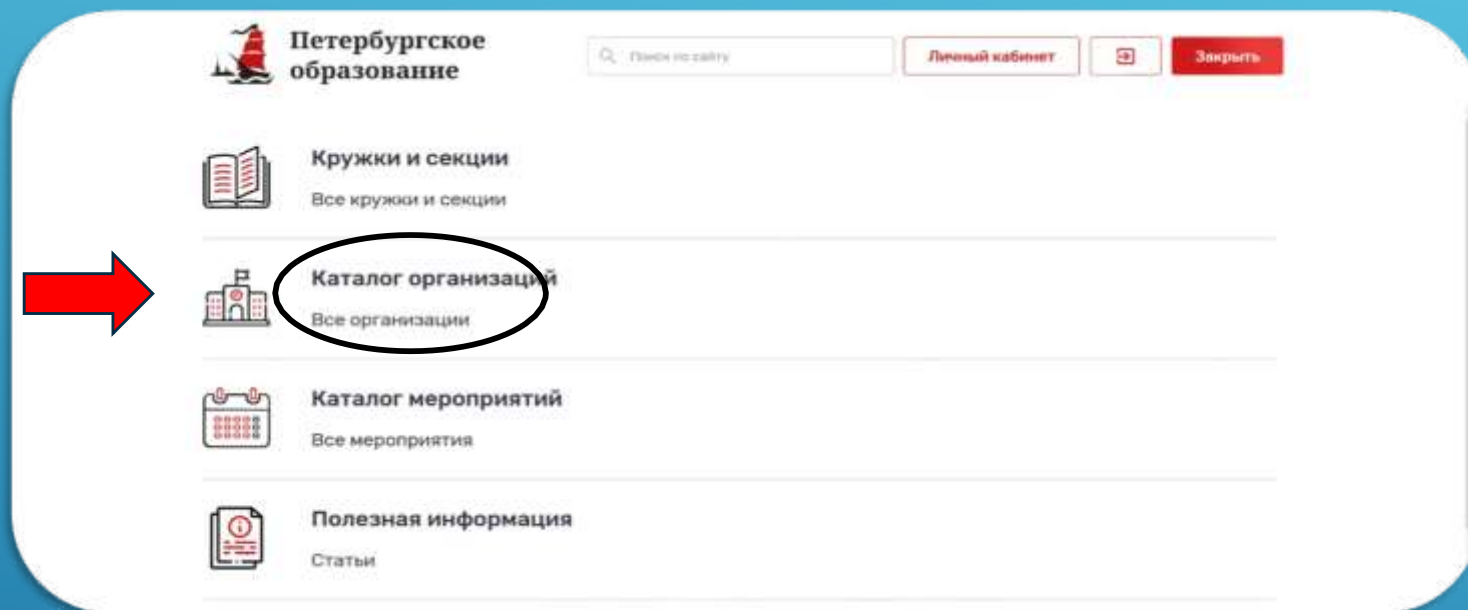 Петербургское
образование
Поиск по сайту
Личный кабинет
Закрыть
Кружки и секции
Все кружки и секции
Каталог организаций
Все организации
Каталог мероприятий
Все мероприятия
Полезная информация
Статьи